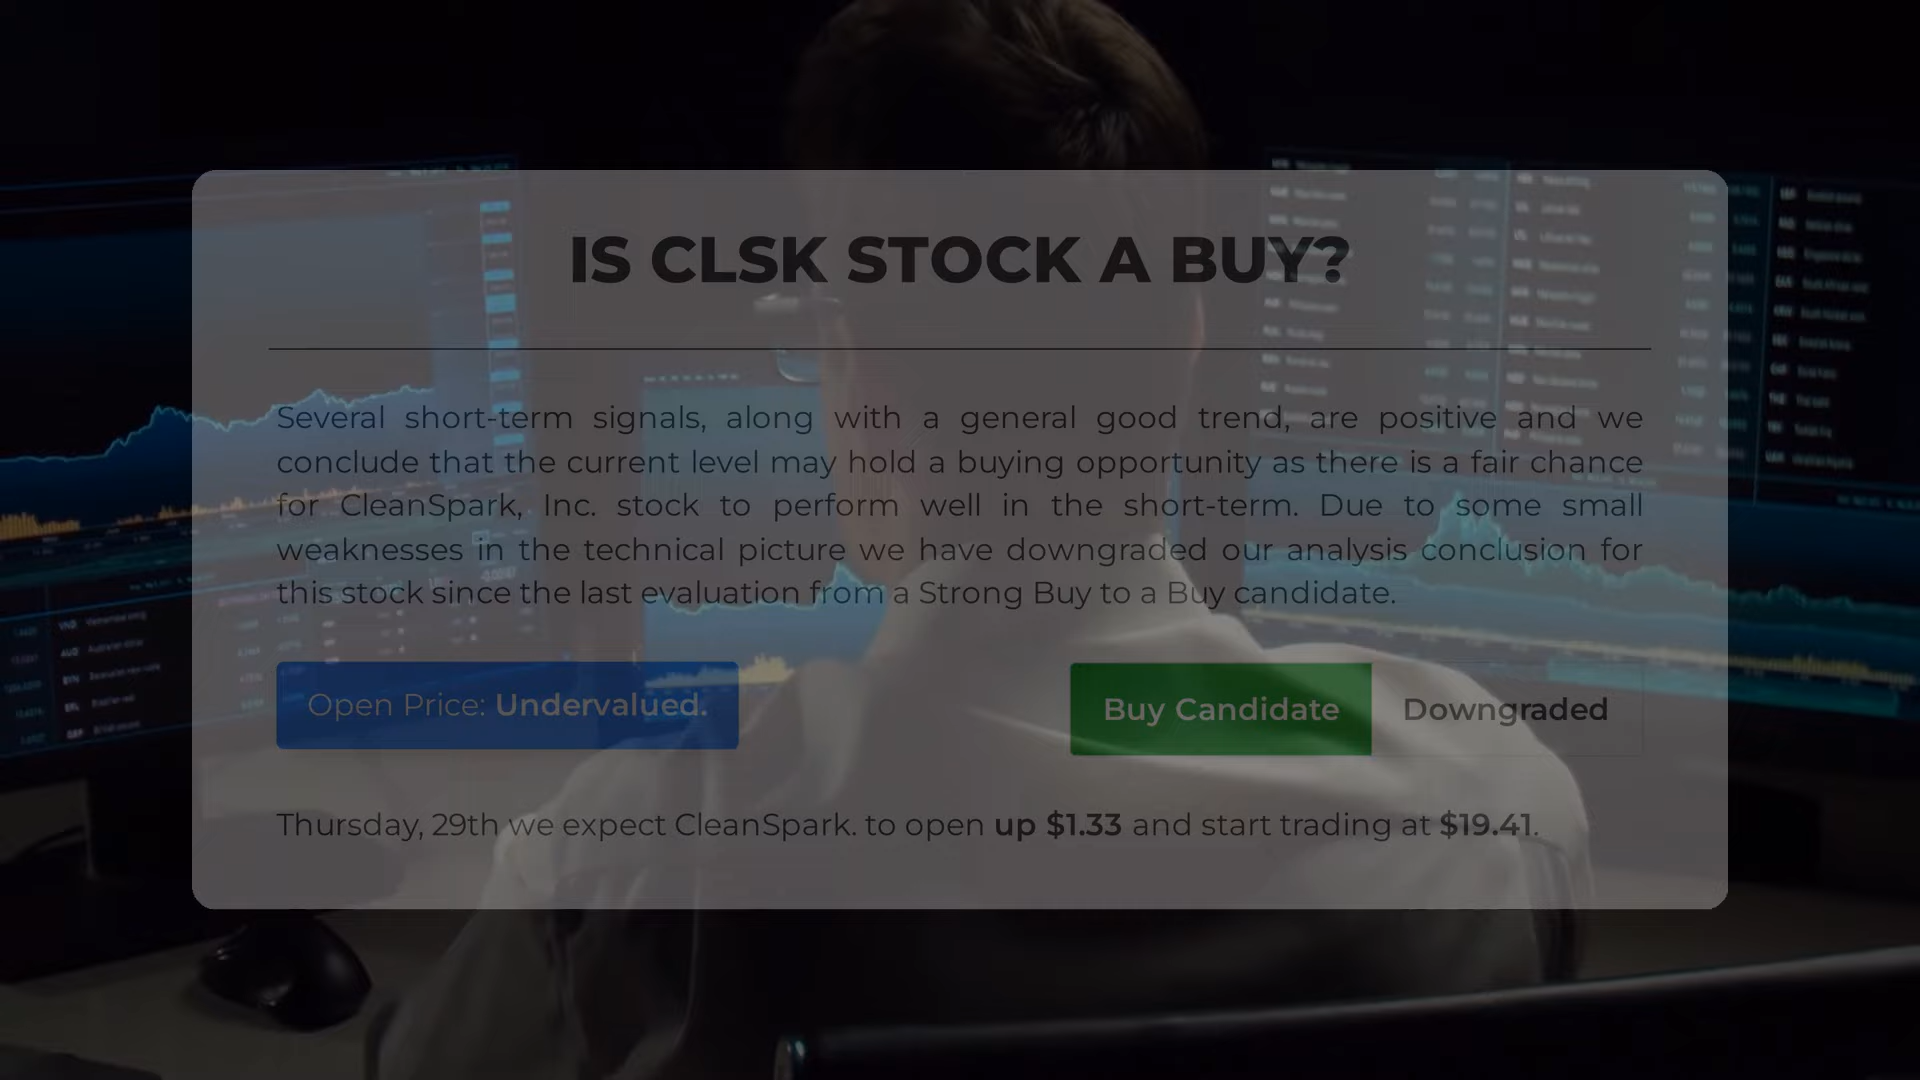 IS CLSK STOCK A BUY?
Several short-term signals, along with a general good trend, are positive and we
conclude that the current level may hold a buying opportunity as there is a fair chance
for CleanSpark, Inc. stock to perform well in the short-term. Due to some small
weaknesses in the technical picture we have downgraded our analysis conclusion for
this stock since the last evaluation from a Strong Buy to a Buy candidate.
Open Price: Undervalued.
Buy Candidate Downgraded
Thursday, 29th we expect CleanSpark. to open up $1.33 and start trading at $19.41.